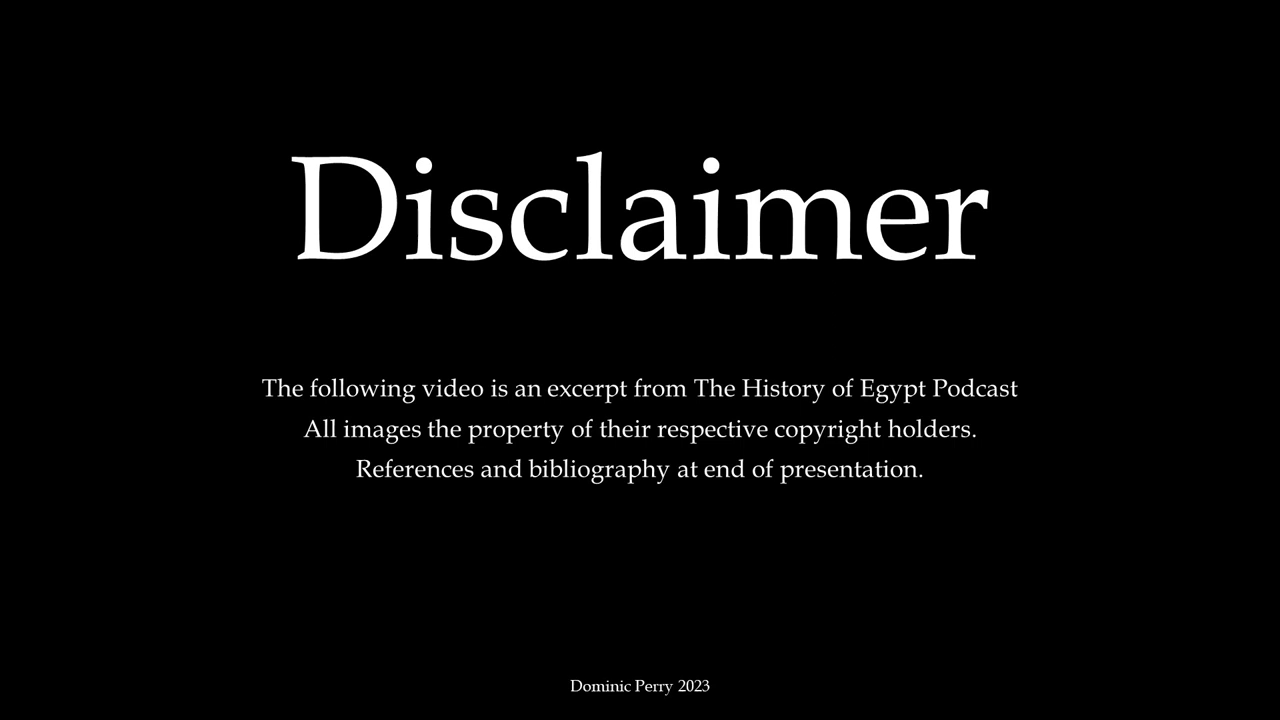 Disclaimer
The following video is an excerpt from The History of Egypt Podcast
All images the property of their respective copyright holders.
References and bibliography at end of presentation.
Dominic Perry 2023